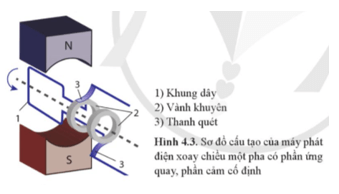 N
3
2
1
S
3
1) Khung dây
2) Vành khuyên
3) Thanh quét
Hình 4.3. Sơ đồ cấu tạo của máy phát
điện xoay chiều một pha có phần ứng
quay, phần cảm cố định